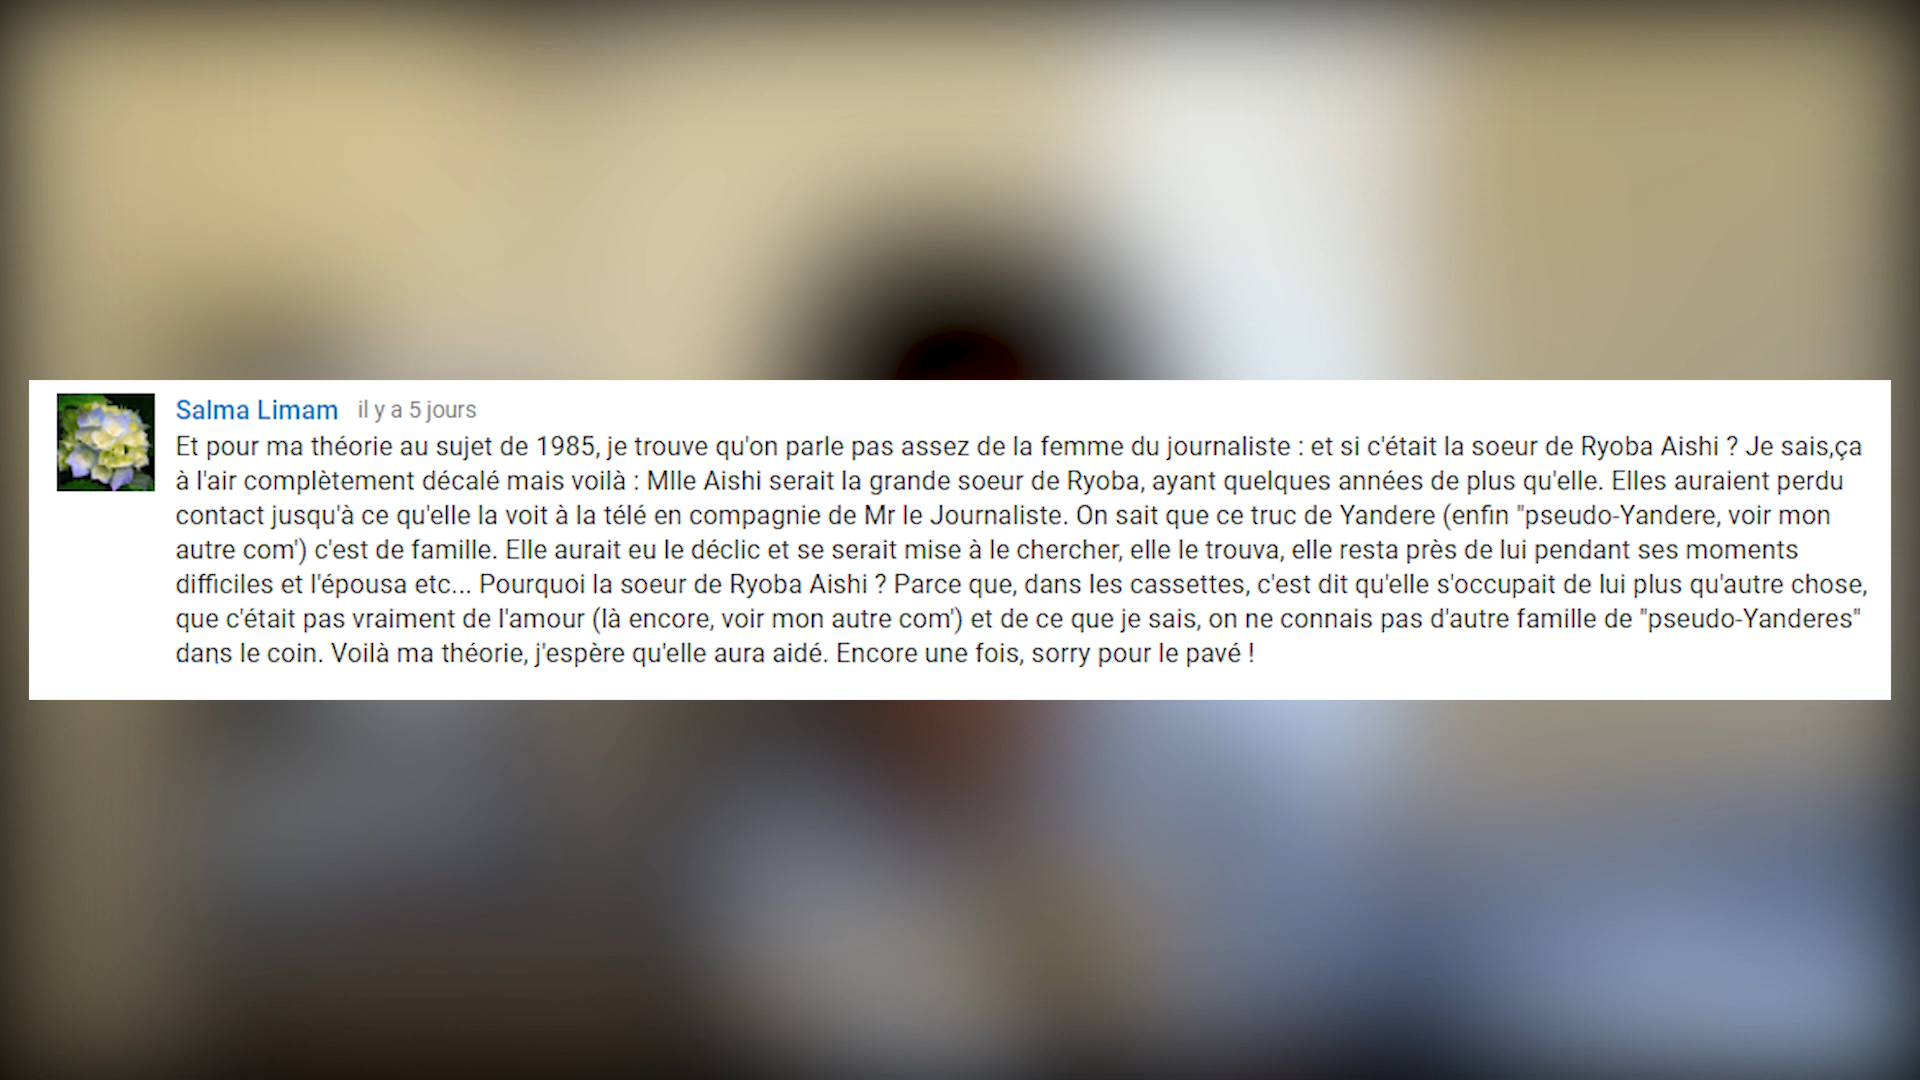 Salma Limam il y a 5 jours
Et pour ma théorie au sujet de 1985, je trouve qu'on parle pas assez de la femme du journaliste : et si c'était la soeur de Ryoba Aishi ? Je sais,ça
à l'air complètement décalé mais voilà : Mlle Aishi serait la grande soeur de Ryoba, ayant quelques années de plus qu'elle. Elles auraient perdu
contact jusqu'à ce qu'elle la voit à la télé en compagnie de Mr le Journaliste. On sait que ce truc de Yandere (enfin "pseudo-Yandere, voir mon
autre com') c'est de famille. Elle aurait eu le déclic et se serait mise à le chercher, elle le trouva, elle resta près de lui pendant ses moments
difficiles et l'épousa etc... Pourquoi la soeur de Ryoba Aishi ? Parce que, dans les cassettes, c'est dit qu'elle s'occupait de lui plus qu'autre chose,
que c'était pas vraiment de l'amour (là encore, voir mon autre com') et de ce que je sais, on ne connais pas d'autre famille de "pseudo-Yanderes"
dans le coin. Voilà ma théorie, j'espère qu'elle aura aidé. Encore une fois, sorry pour le pavé !